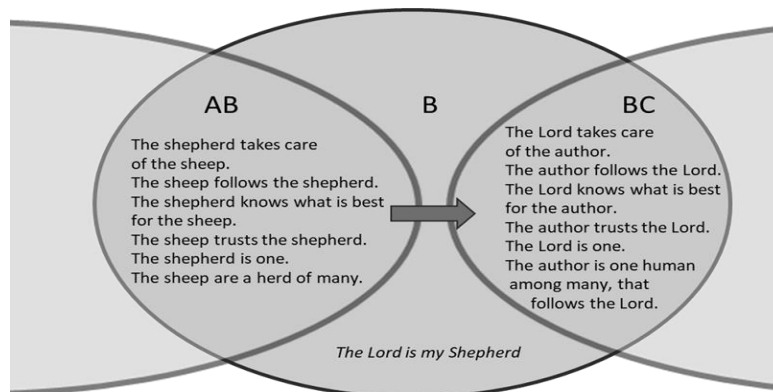 AB
B
BC
The shepherd takes care
of the sheep.
The sheep follows the shepherd.
The shepherd knows what is best
for the sheep.
The sheep trusts the shepherd.
The shepherd is one.
The sheep are a herd of many.
The Lord takes care
of the author.
The author follows the Lord.
The Lord knows what is best
for the author.
The author trusts the Lord.
The Lord is one.
The author is one human
among many, that
follows the Lord.
The Lord is my Shepherd